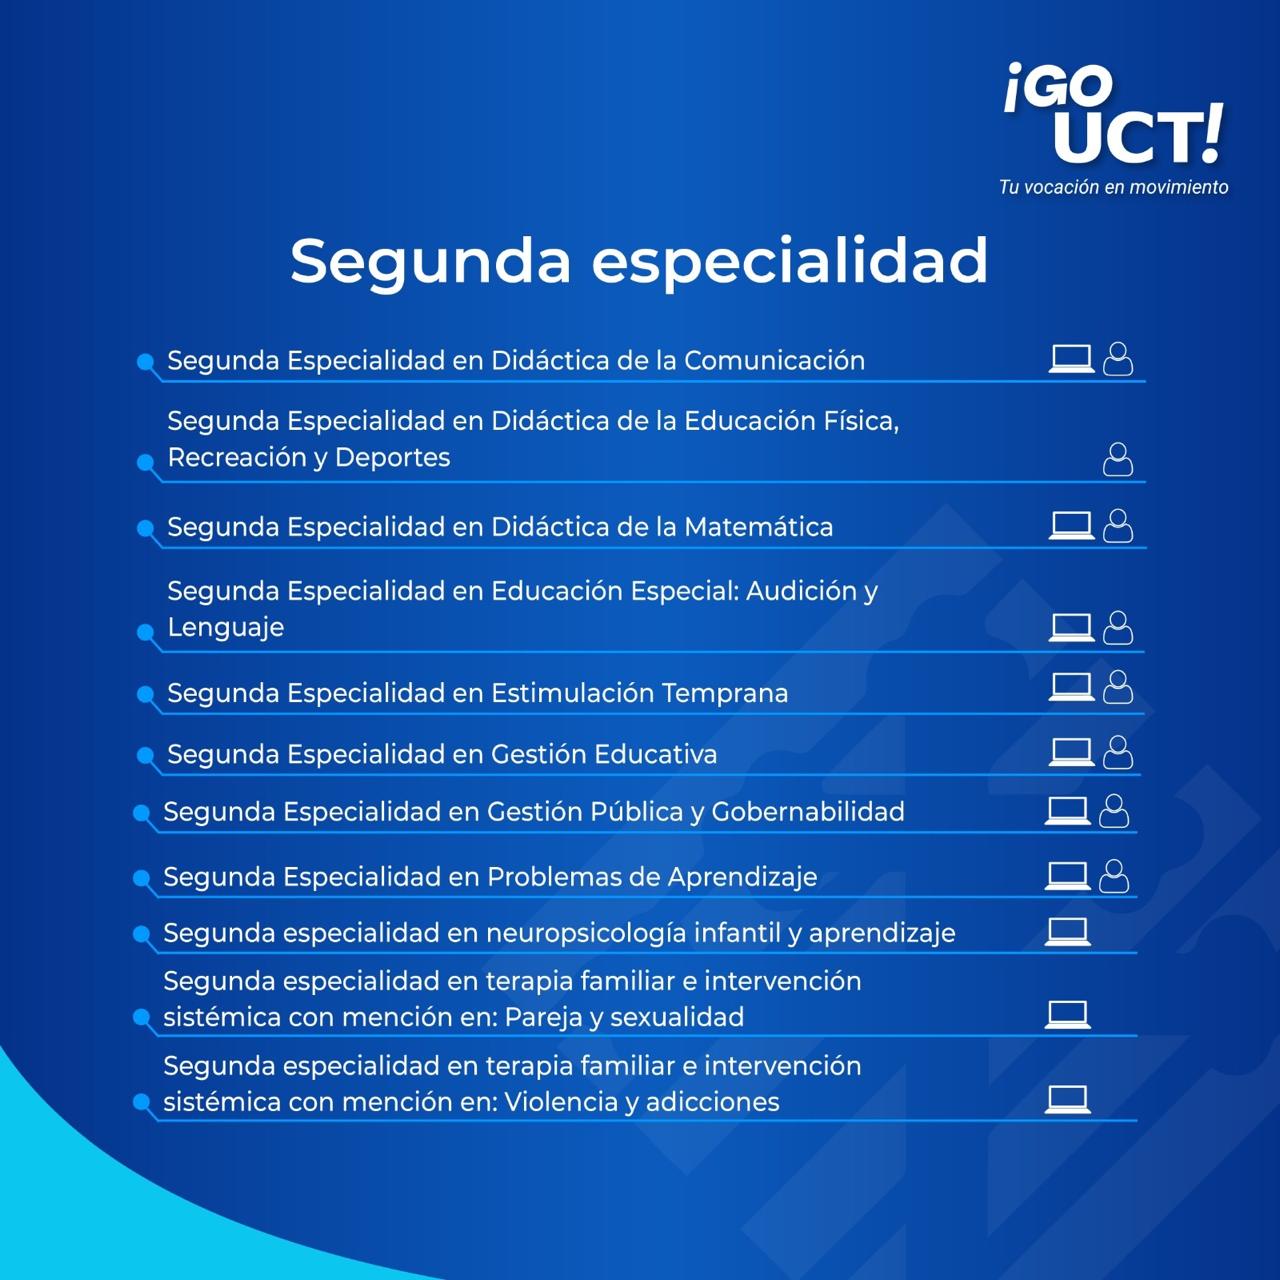 ¡GO
UCT!
Tu vocación en movimiento
Segunda especialidad
Segunda Especialidad en Didáctica de la Comunicación
Segunda Especialidad en Didáctica de la Educación Física,
Recreación y Deportes
Segunda Especialidad en Didáctica de la Matemática
Segunda Especialidad en Educación Especial: Audición y
Lenguaje
Segunda Especialidad en Estimulación Temprana
Segunda Especialidad en Gestión Educativa
Segunda Especialidad en Gestión Pública y Gobernabilidad
Segunda Especialidad en Problemas de Aprendizaje
Segunda especialidad en neuropsicología infantil y aprendizaje
Segunda especialidad en terapia familiar e intervención
sistémica con mención en: Pareja y sexualidad
Segunda especialidad en terapia familiar e intervención
sistémica con mención en: Violencia y adicciones